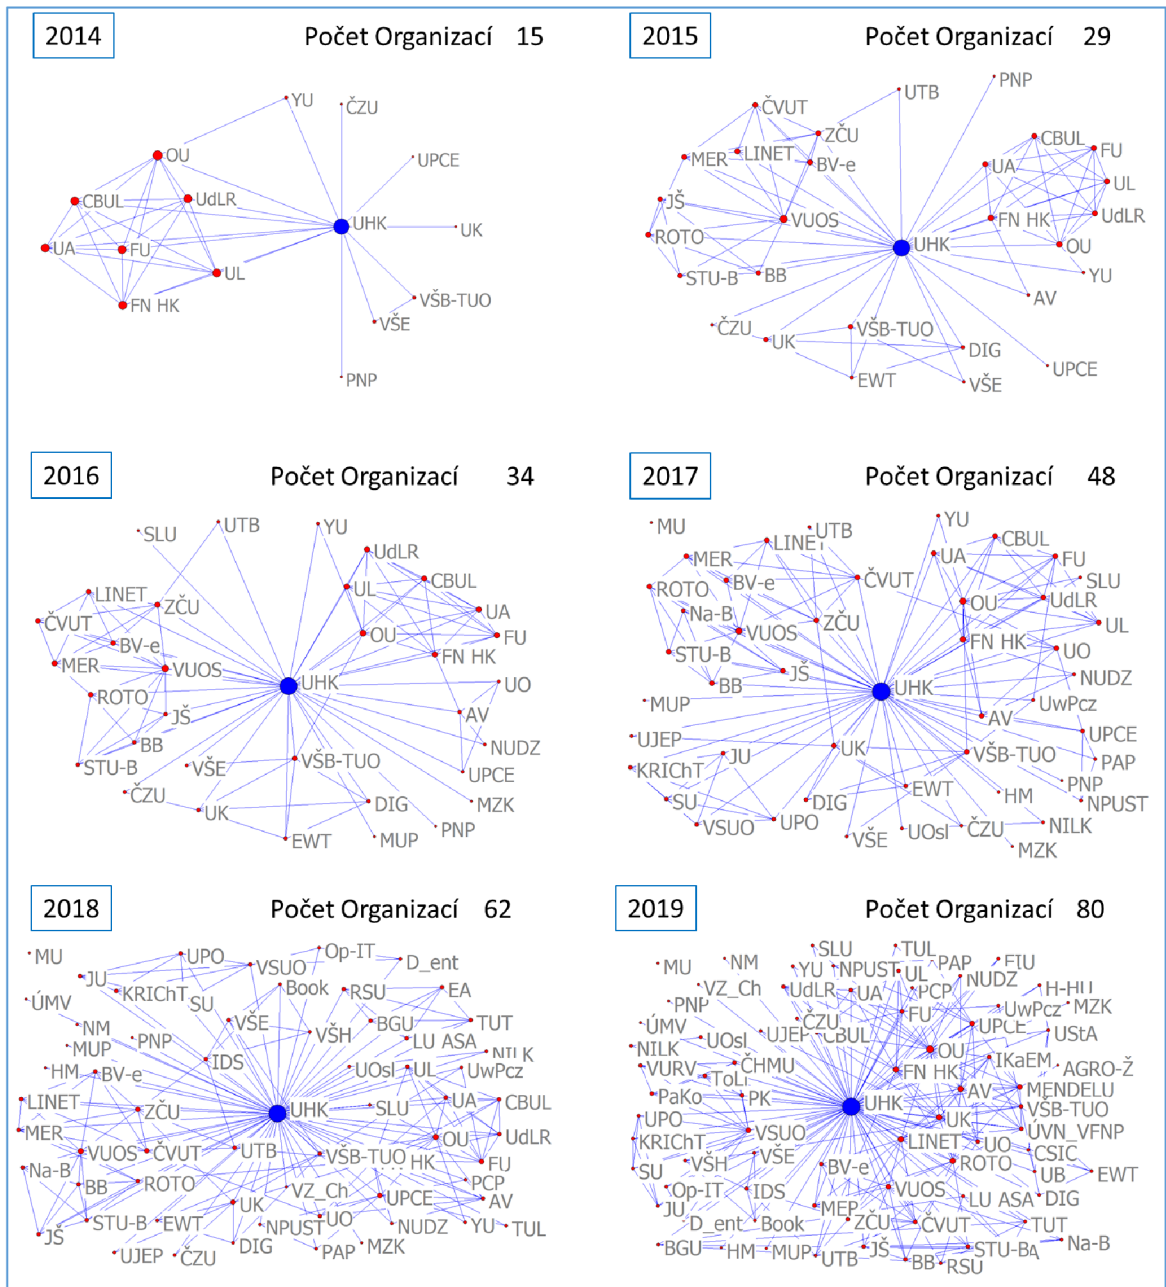 2014 Počet Organizací 15
YU
ČZU
OU
UPCE
CBUL
UdLR
UHK
UK
UA
FU
UL
FN HK
VŠB-TUO
VŠE
PNP
2015 Počet Organizací 29
PNP
UTB
ČVUT
ZČU
CBUL
FU
MER
LINET
BV-e
UA
UL
JŠ
VUOS
FN HK
UdLR
ROTO
UHK
OU
STU-B
BB
YU
AV
ČZU
UK
VŠB-TUO
DIG
UPCE
EWT
VŠE
2016 Počet Organizací 34
SLU
UTB
YU
UdLR
LINET
ZČU
UL
CBUL
ČVUT
UA
BV-e
OU
FU
MER
VUOS
FN HK
ROTO
UHK
UO
JŠ
AV
BB
NUDZ
STU-B
VŠE
VŠB-TUO
UPCE
ČZU
UK
DIG
MZK
EWT
MUP
PNP
2017 Počet Organizací 48
MU
UTB
YU
LINET
CBUL
MER
UA
FU
ROTO
BV-e
ČVUT
SLU
Na-B
OU
UdLR
VUOS
ZČU
UL
STU-B
FN HK
UO
JŠ
BB
UHK
NUDZ
MUP
UwPcz
AV
UJEP
UPCE
UK
VŠB-TUO
PAP
KRIChT
JU
PNP
SU
DIG
EWT
HM
NPUST
VSUO
UPO
VŠE
UOsl
ČZU
NILK
MZK
2018 Počet Organizací 62
MU
UPO
Op-IT
D_ent
JU
VSUO
KRIChT
SU
Book
RSU
EA
ÚMV
NM
VŠE
BGU
TUT
MUP
PNP
VŠH
LU ASA
IDS
NILK
HM
BV-e
UOsl
UL
UwPcz
LINET
ZČU
UHK
SLU
UA
CBUL
MER
OU
UdLR
VUOS
ČVUT
UTB
VŠB-TUO
HK
FU
Na-B
BB
ROTO
VZ_Ch
UPCE
PCP
UK
AV
STU-B
EWT
NPUST
UO
NUDZ
YU
TUL
JŠ
UJEP
ČZU
DIG
PAP
MZK
2019 Počet Organizací 80
SLU
TUL
MU
NM
YU
NPUST
PAP
FIU
UL
NUDZ
VZ_Ch
UdLR
UA
PCP
H-HU
PNP
UwPcz
MZK
ÚMV
UOsl
UJEP
ČZU
CBUL
FU
UPCE
UStA
NILK
OU
IKaEM
VURV
ČHMU
FN HK
AGRO-Ž
PaKo
PK
UHK
AV
MENDELU
UPO
UK
VŠB-TUO
VSUO
ÚVN_VFNP
KRIChT
LINET
UO
CSIC
SU
VŠH
VŠE
BV-e
ROTO
UB
EWT
Op-IT
IDS
VUOS
LU ASA
DIG
JU
MEP
D_ent
Book
ZČU
ČVUT
TUT
Na-B
BGU
HM
MUP
UTB
JŠ
BB
STU-B
RSU